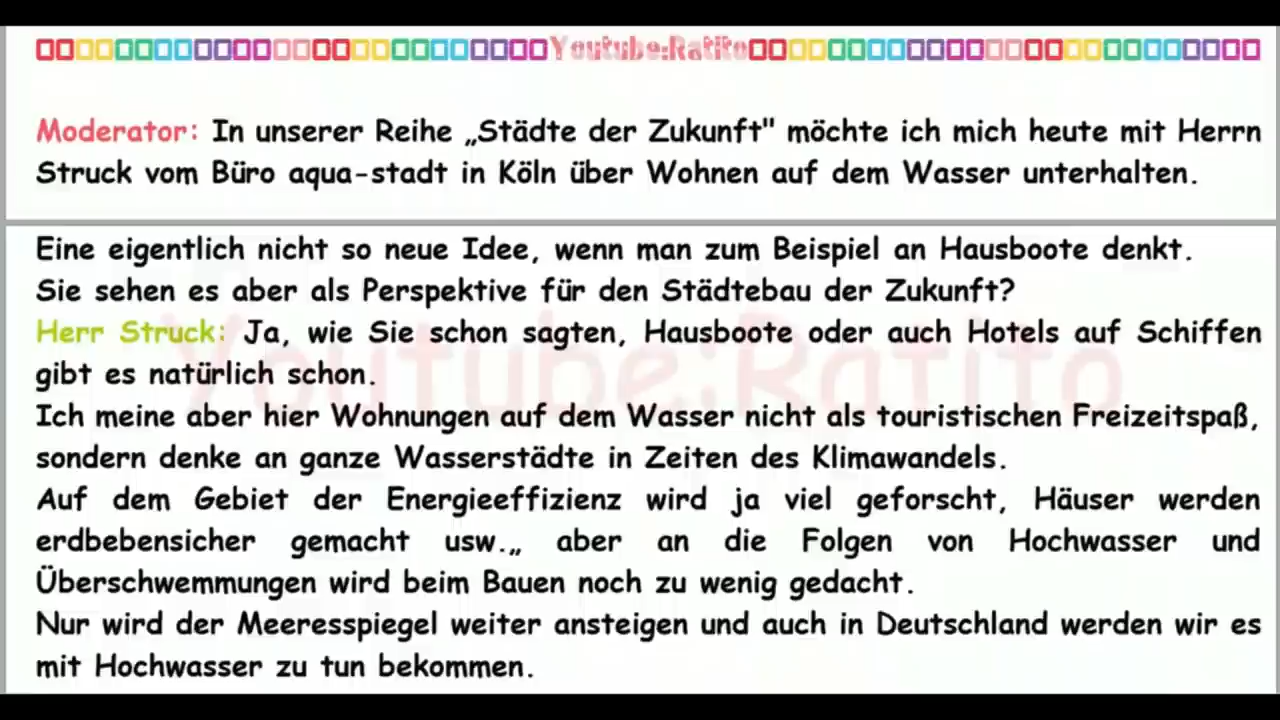 Youtube:Ratito
Moderator: In unserer Reihe „Städte der Zukunft" möchte ich mich heute mit Herrn
Struck vom Büro aqua-stadt in Köln über Wohnen auf dem Wasser unterhalten.
Eine eigentlich nicht so neue Idee, wenn man zum Beispiel an Hausboote denkt.
Sie sehen es aber als Perspektive für den Städtebau der Zukunft?
Herr Struck: Ja, wie Sie schon sagten, Hausboote oder auch Hotels auf Schiffen
gibt es natürlich schon.
Youtube:Ratito
Ich meine aber hier Wohnungen auf dem Wasser nicht als touristischen Freizeitspaß,
sondern denke an ganze Wasserstädte in Zeiten des Klimawandels.
Auf dem Gebiet der Energieeffizienz wird ja viel geforscht, Häuser werden
erdbebensicher gemacht usw.„ aber an die Folgen von Hochwasser und
Überschwemmungen wird beim Bauen noch zu wenig gedacht.
Nur wird der Meeresspiegel weiter ansteigen und auch in Deutschland werden wir es
mit Hochwasser zu tun bekommen.